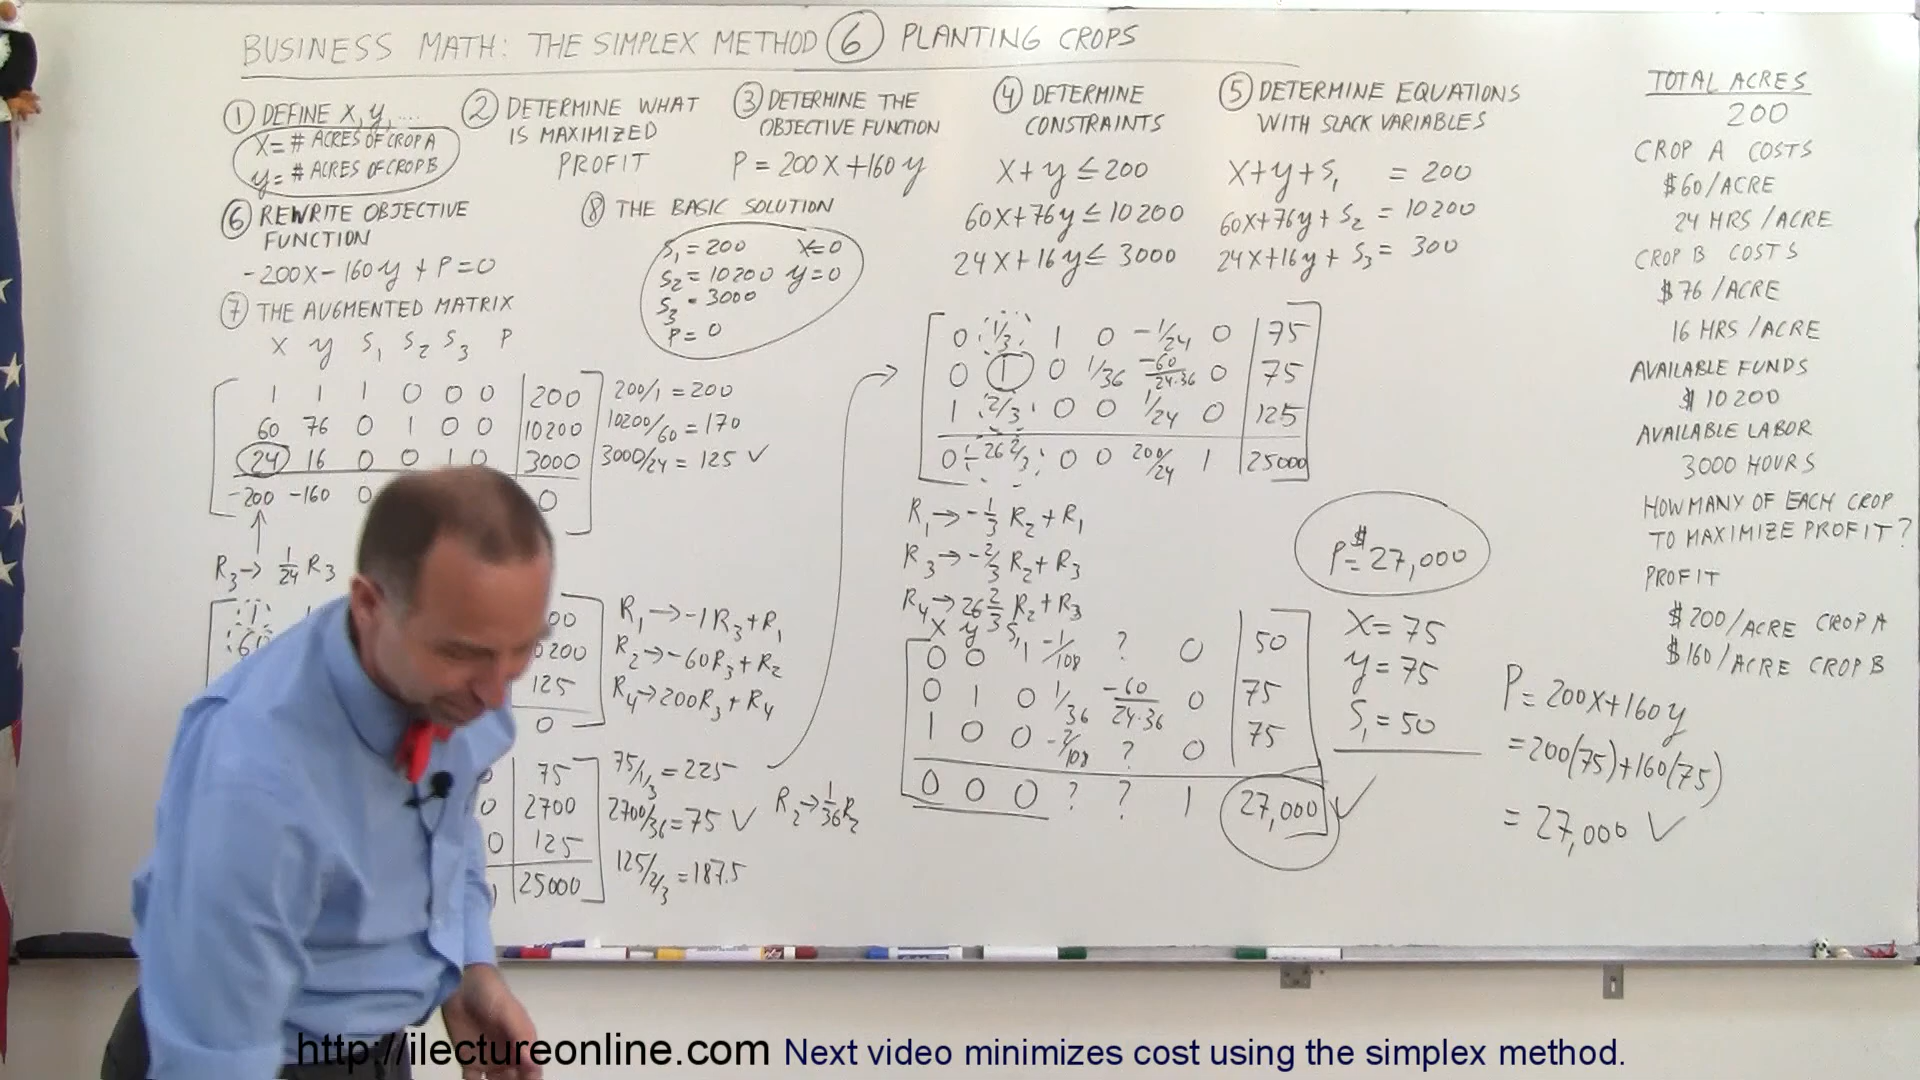 BUSINESS MATH: THE SIMPLEX METHOD 6 PLANTING CROPS
1 DEFINE X, y, ....
X = # ACRES OF CROP A
y = # ACRES OF CROP B
2 DETERMINE WHAT
IS MAXIMIZED
PROFIT
3 DETERMINE THE
OBJECTIVE FUNCTION
P = 200X + 160y
4 DETERMINE
CONSTRAINTS
X + y ≤ 200
60X + 76y ≤ 10200
24X + 16y ≤ 3000
5 DETERMINE EQUATIONS
WITH SLACK VARIABLES
X + y + S₁ = 200
60X + 76y + S₂ = 10200
24X + 16y + S₃ = 300
6 REWRITE OBJECTIVE
FUNCTION
-200X - 160y + P = 0
7 THE AUGMENTED MATRIX
X y S₁ S₂ S₃ P
1 1 1 0 0 0 | 200
60 76 0 1 0 0 | 10200
24 16 0 0 1 0 | 3000
-200 -160 0 0
200/1 = 200
10200/60 = 170
3000/24 = 125 ✓
R₃ → 1/24 R₃
8 THE BASIC SOLUTION
S₁ = 200 X = 0
S₂ = 10200 y = 0
S₃ = 3000
P = 0
125
0
R₁ → -1R₃ + R₁
R₂ → -60R₃ + R₂
R₄ → 200R₃ + R₄
75
0 | 2700
0 | 125
25000
75/1/3 = 225
2700/36 = 75 ✓
125/2/3 = 187.5
R₂ → 1/36 R₂
0 1/3 1 0 -1/24 0 | 75
0 1 0 1/36 -60/24·36 0 | 75
1 2/3 0 0 1/24 0 | 125
0 -26 2/3 0 0 200/24 1 | 25000
R₁ → -1/3 R₂ + R₁
R₃ → -2/3 R₂ + R₃
R₄ → 26 2/3 R₂ + R₃
X y S₁
0 0 1 -1/108 ? 0 | 50
0 1 0 1/36 -60/24·36 0 | 75
1 0 0 -2/108 ? 0 | 75
0 0 0 ? ? 1 | 27,000 ✓
P = $27,000
X = 75
y = 75
S₁ = 50
P = 200X + 160y
= 200(75) + 160(75)
= 27,000 ✓
TOTAL ACRES
200
CROP A COSTS
$60/ACRE
24 HRS/ACRE
CROP B COSTS
$76/ACRE
16 HRS/ACRE
AVAILABLE FUNDS
$10200
AVAILABLE LABOR
3000 HOURS
HOW MANY OF EACH CROP
TO MAXIMIZE PROFIT?
PROFIT
$200/ACRE CROP A
$160/ACRE CROP B
http://ilectureonline.com Next video minimizes cost using the simplex method.